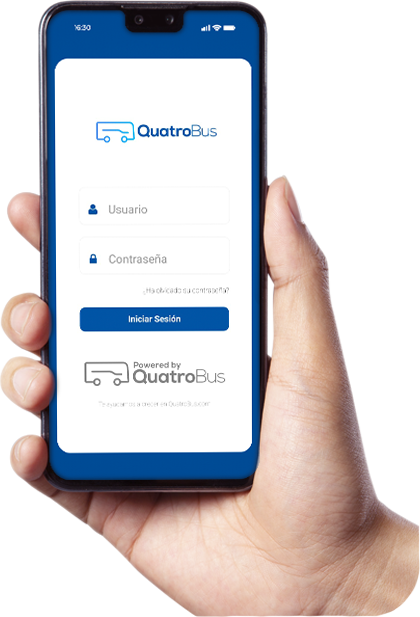 16:30
QuatroBus
Usuario
Contraseña
¿Ha olvidado su contraseña?
Iniciar Sesión
Powered by
QuatroBus